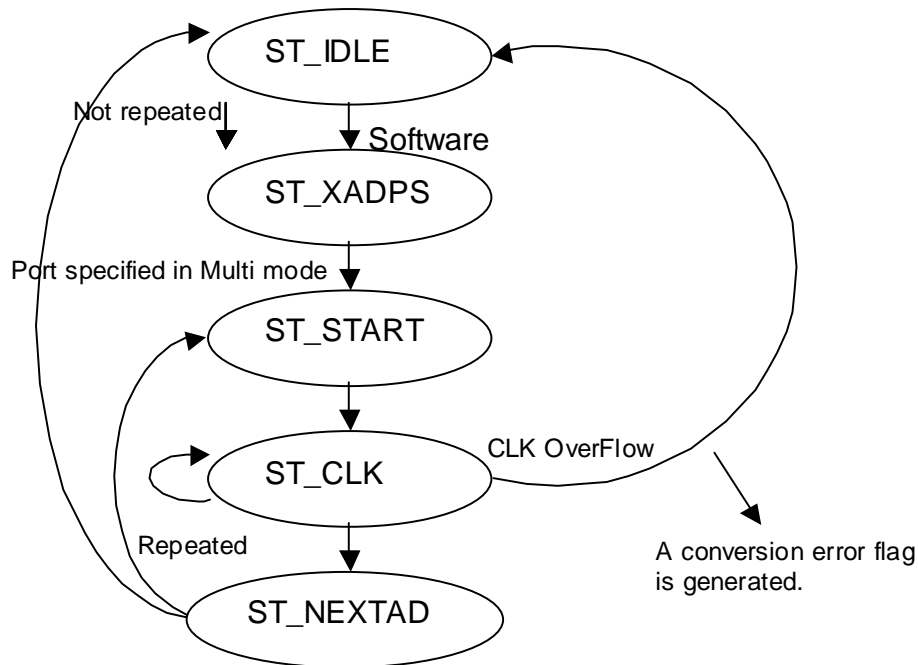 ST_IDLE
Not repeated
Software
ST_XADPS
Port specified in Multi mode
ST_START
CLK OverFlow
ST_CLK
Repeated
A conversion error flag
is generated.
ST_NEXTAD